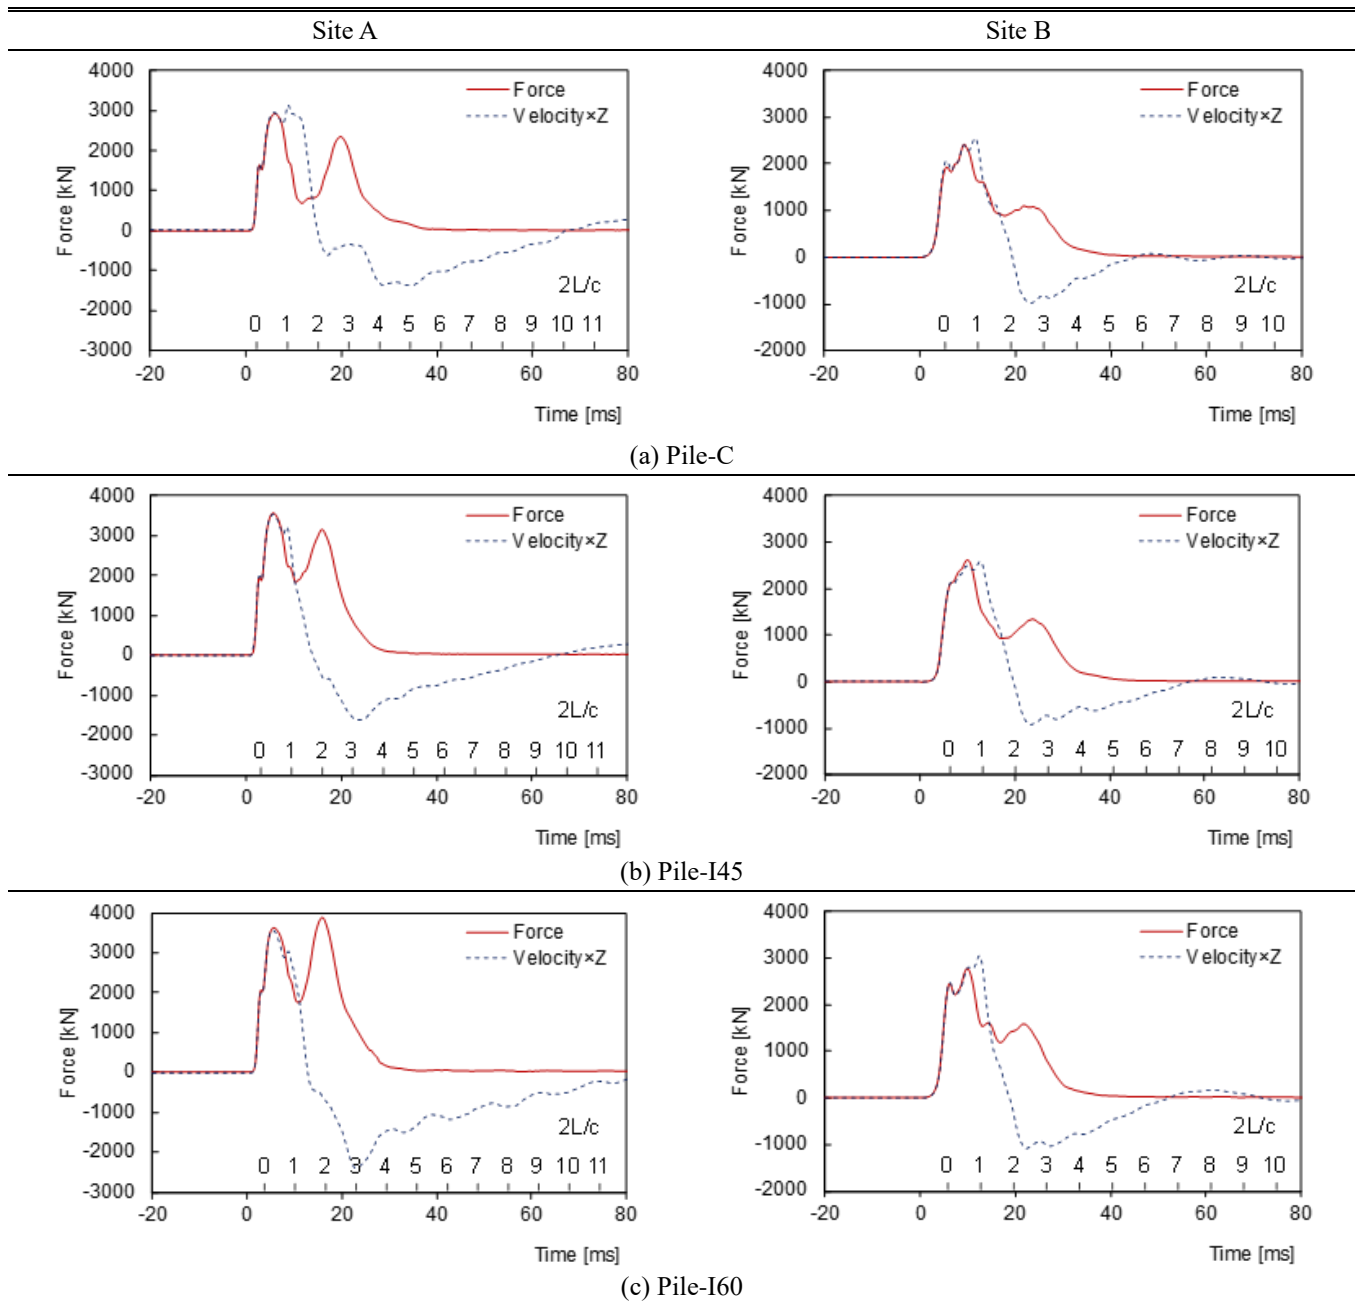 Site A Site B
4000
3000
2000
1000
0
-1000
-2000
-3000
Force [kN]
Force
Velocity×Z
2L/c
0 1 2 3 4 5 6 7 8 9 10 11
-20 0 20 40 60 80
Time [ms]
4000
3000
2000
1000
0
-1000
-2000
Force [kN]
Force
Velocity×Z
2L/c
0 1 2 3 4 5 6 7 8 9 10
-20 0 20 40 60 80
Time [ms]
(a) Pile-C
4000
3000
2000
1000
0
-1000
-2000
-3000
Force [kN]
Force
Velocity×Z
2L/c
0 1 2 3 4 5 6 7 8 9 10 11
-20 0 20 40 60 80
Time [ms]
4000
3000
2000
1000
0
-1000
-2000
Force [kN]
Force
Velocity×Z
2L/c
0 1 2 3 4 5 6 7 8 9 10
-20 0 20 40 60 80
Time [ms]
(b) Pile-I45
4000
3000
2000
1000
0
-1000
-2000
-3000
Force [kN]
Force
Velocity×Z
2L/c
0 1 2 3 4 5 6 7 8 9 10 11
-20 0 20 40 60 80
Time [ms]
4000
3000
2000
1000
0
-1000
-2000
Force [kN]
Force
Velocity×Z
2L/c
0 1 2 3 4 5 6 7 8 9 10
-20 0 20 40 60 80
Time [ms]
(c) Pile-I60